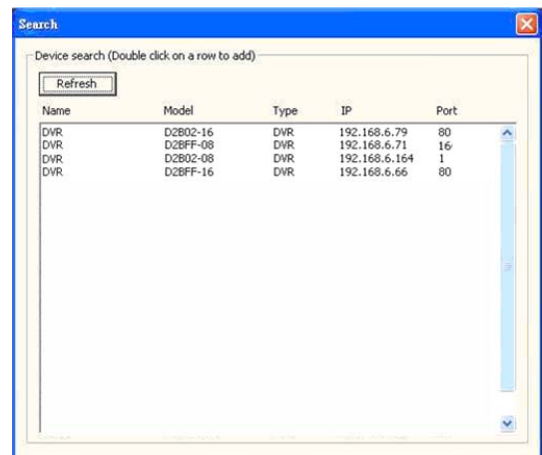 Search
Device search (Double click on a row to add)
Refresh
Name Model Type IP Port
DVR D2B02-16 DVR 192.168.6.79 80
DVR D2BFF-08 DVR 192.168.6.71 16
DVR D2B02-08 DVR 192.168.6.164 1
DVR D2BFF-16 DVR 192.168.6.66 80